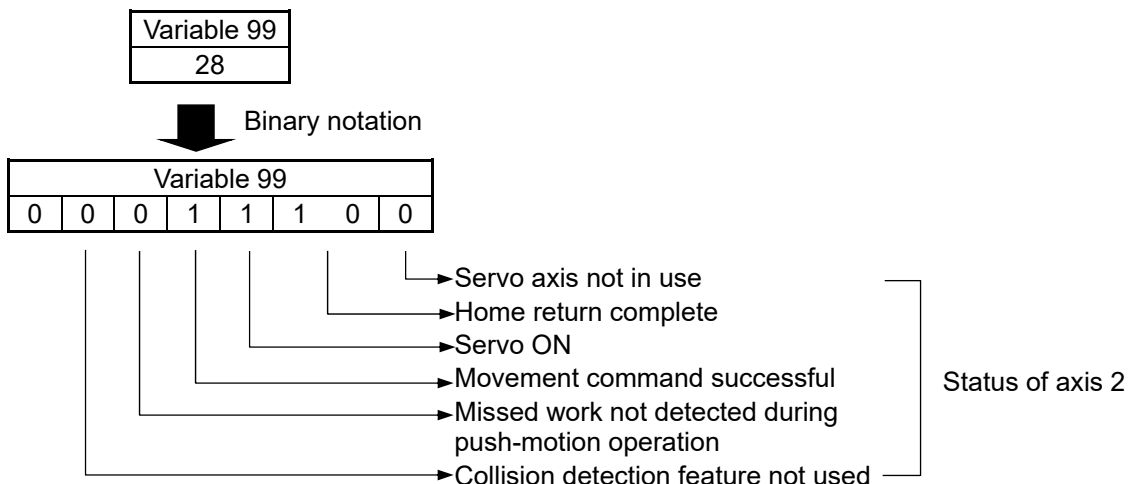 Variable 99
28
Binary notation
Variable 99
0 0 0 1 1 1 0 0
Servo axis not in use
Home return complete
Servo ON
Movement command successful
Status of axis 2
Missed work not detected during
push-motion operation
Collision detection feature not used